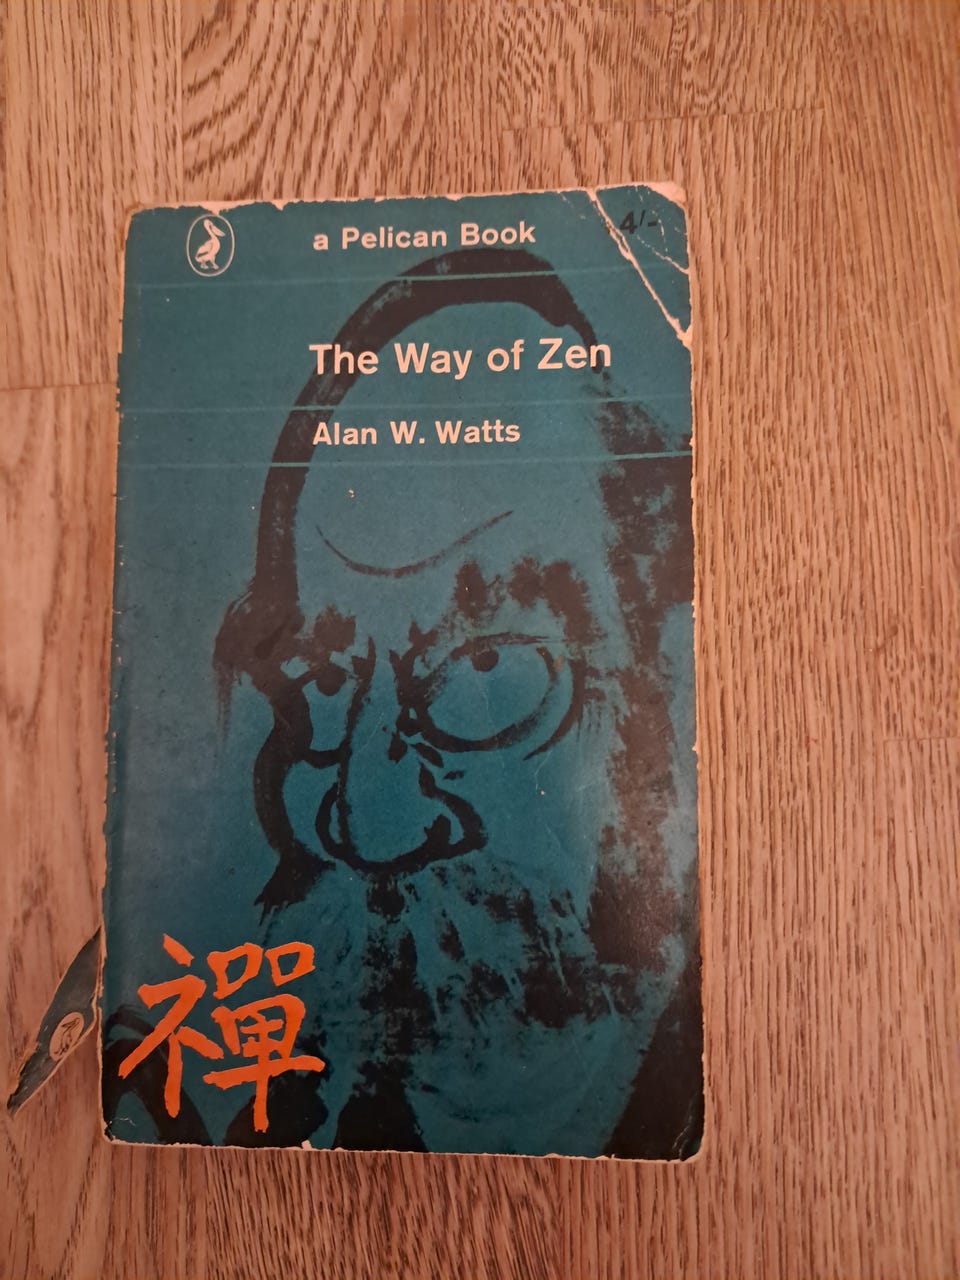 a Pelican Book
4/-
The Way of Zen
Alan W. Watts
禪